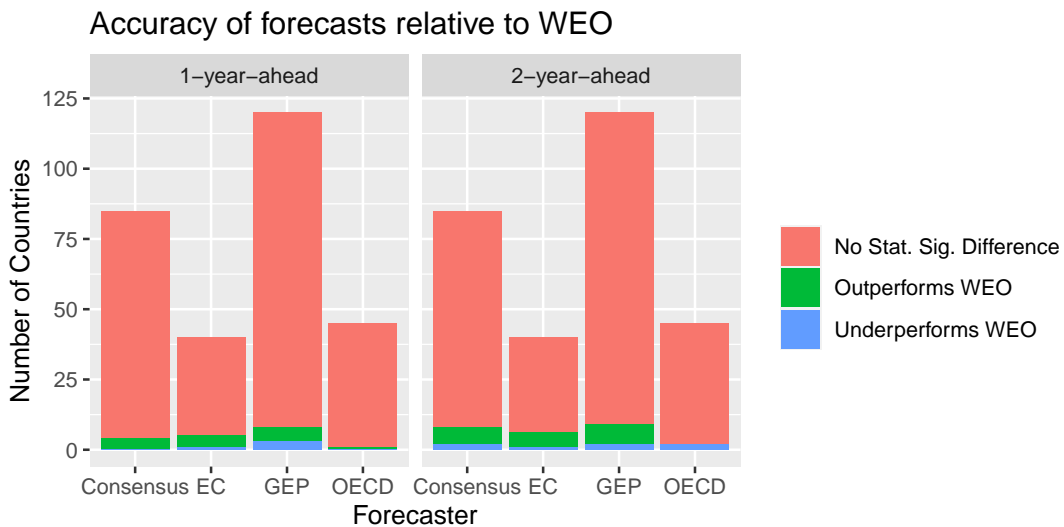 Accuracy of forecasts relative to WEO
1−year−ahead
2−year−ahead
Number of Countries
125
100
75
50
25
0
Consensus EC GEP OECD
Consensus EC GEP OECD
Forecaster
No Stat. Sig. Difference
Outperforms WEO
Underperforms WEO